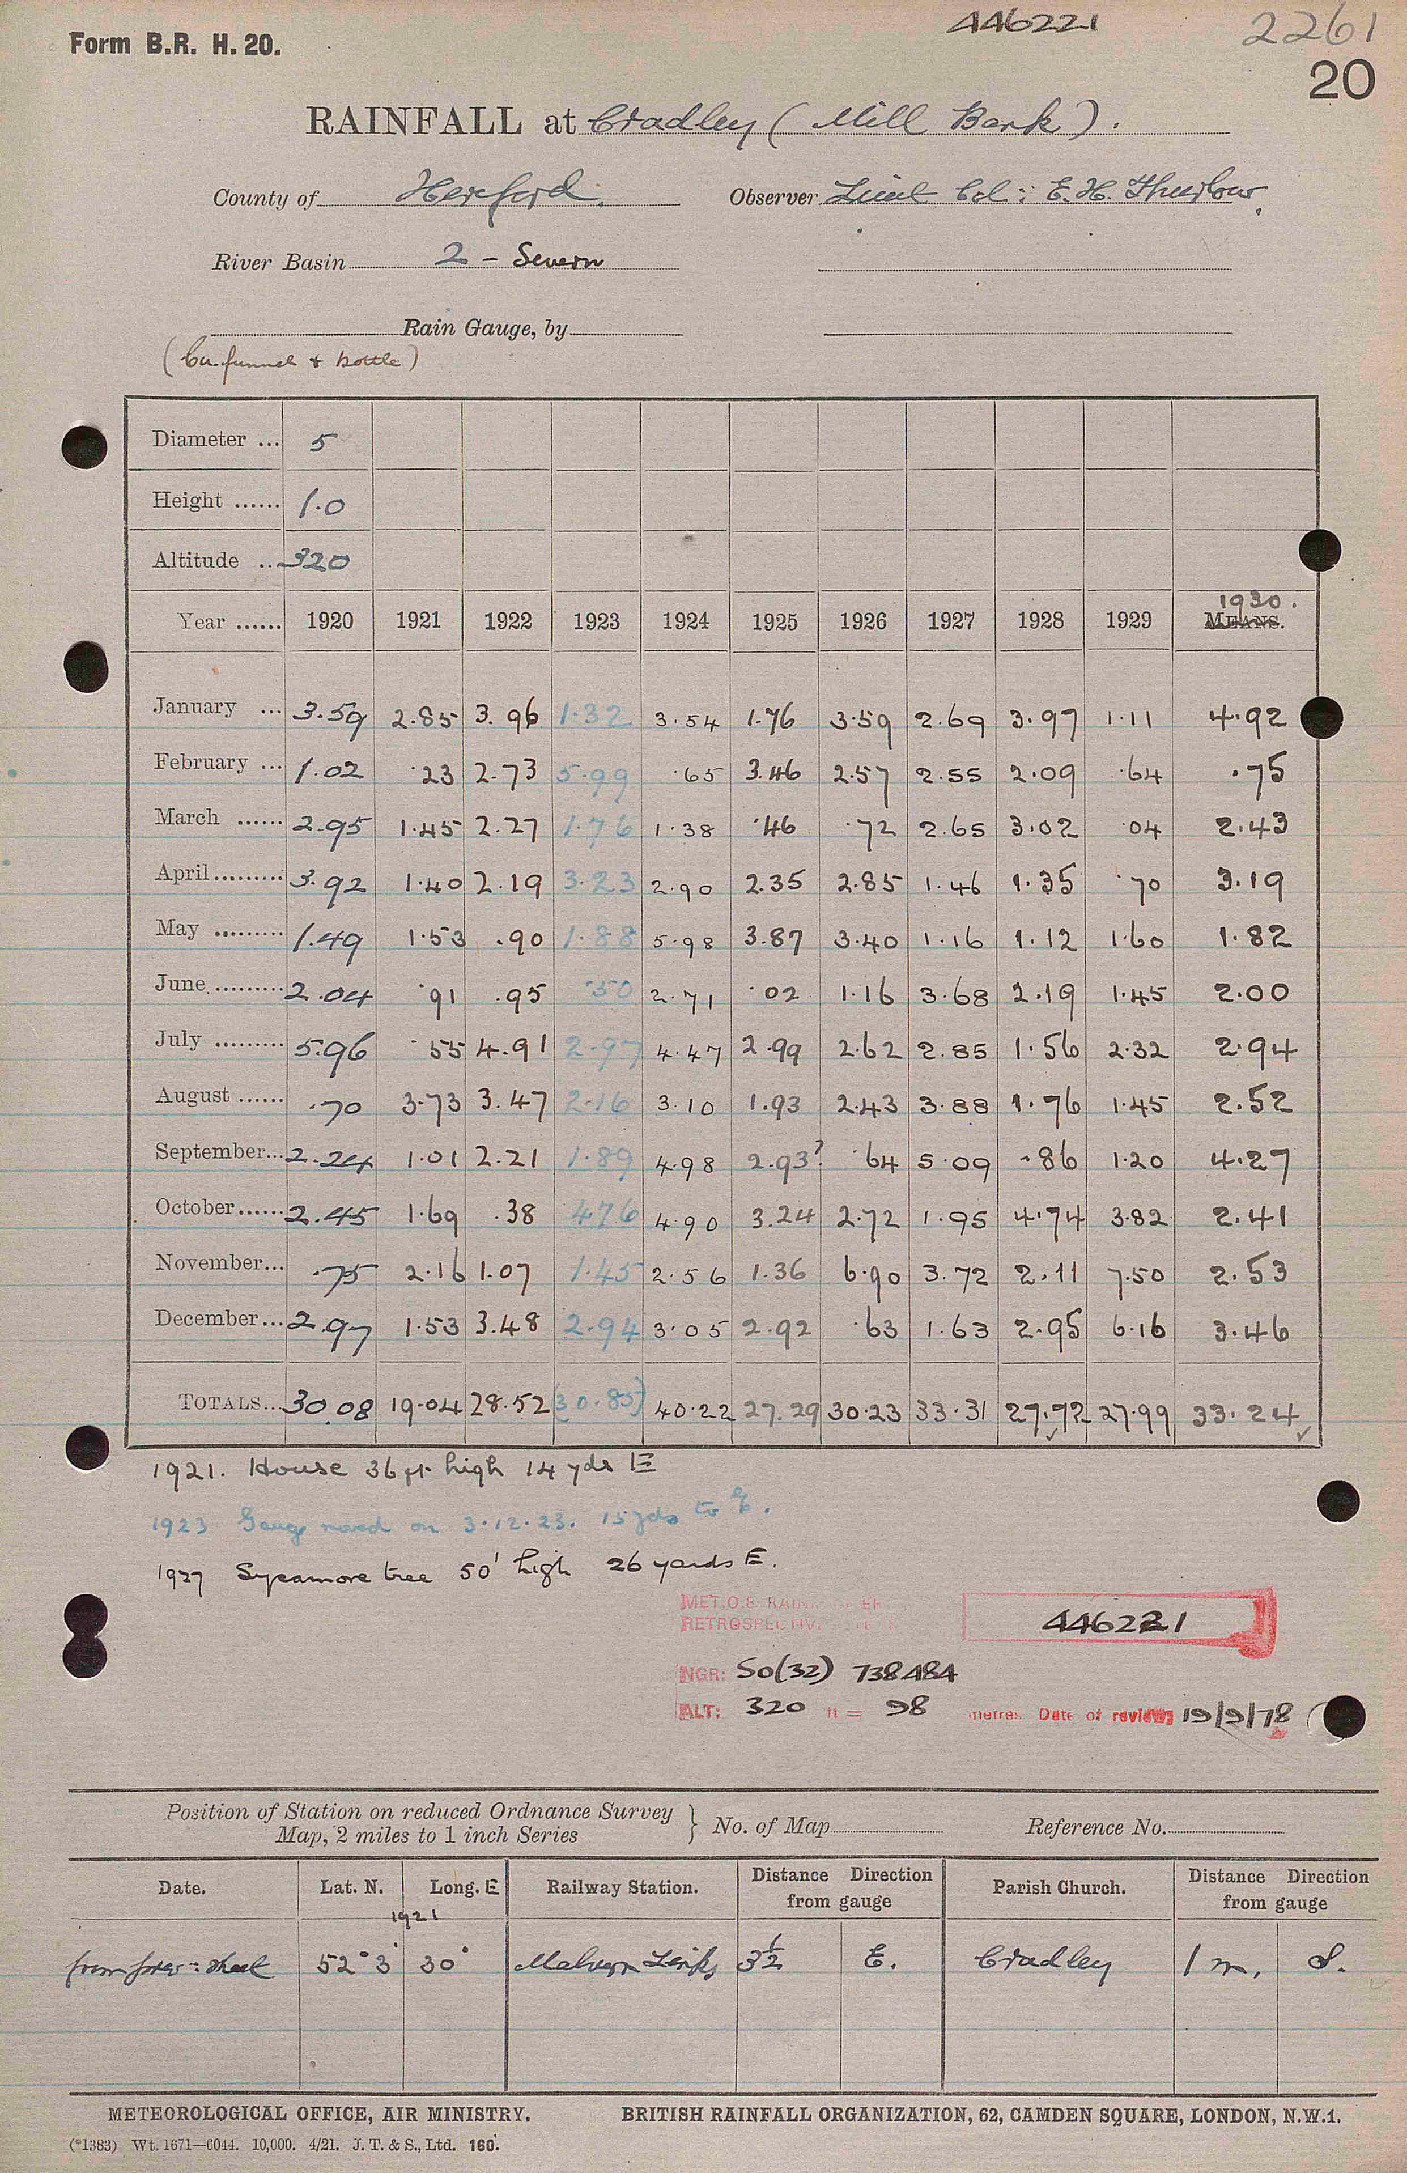 446221 2261
Form B.R. H. 20.
20
RAINFALL at Cradley (Mill Bank).
County of Hereford. Observer Lieut Col: E. H. Thurlow.
River Basin 2 - Severn
Rain Gauge, by
(Cu. funnel + bottle)
Diameter ... 5
Height ...... 1.0
Altitude .. 320
1930.
Year ...... 1920 1921 1922 1923 1924 1925 1926 1927 1928 1929 MEANS.
January ... 3.59 2.85 3.96 1.32 3.54 1.76 3.59 2.69 3.97 1.11 4.92
February ... 1.02 .23 2.73 5.99 .65 3.46 2.57 2.55 2.09 .64 .75
March ...... 2.95 1.45 2.27 1.76 1.38 .46 .72 2.65 3.02 .04 2.43
April ......... 3.92 1.40 2.19 3.23 2.90 2.35 2.85 1.46 1.35 .70 3.19
May ......... 1.49 1.53 .90 1.88 5.98 3.87 3.40 1.16 1.12 1.60 1.82
June ......... 2.04 .91 .95 .50 2.71 .02 1.16 3.68 2.19 1.45 2.00
July ......... 5.96 .55 4.91 2.97 4.47 2.99 2.62 2.85 1.56 2.32 2.94
August ...... .70 3.73 3.47 2.16 3.10 1.93 2.43 3.88 1.76 1.45 2.52
September... 2.24 1.01 2.21 1.89 4.98 2.93? .64 5.09 .86 1.20 4.27
October...... 2.45 1.69 .38 4.76 4.90 3.24 2.72 1.95 4.74 3.82 2.41
November... .75 2.16 1.07 1.45 2.56 1.36 6.90 3.72 2.11 7.50 2.53
December... 2.97 1.53 3.48 2.94 3.05 2.92 .63 1.63 2.95 6.16 3.46
TOTALS... 30.08 19.04 28.52 (30.85) 40.22 27.29 30.23 33.31 27.72 27.99 33.24
1921. House 36 ft. high 14 yds E
1923 Gauge moved on 3.12.23. 15 yds to E.
1927 Sycamore tree 50' high 26 yards E.
MET.O.8
446221
NGR: SO(32) 738484
ALT: 320 ft = 98 metres. Date of review: 19/9/78
Position of Station on reduced Ordnance Survey
Map, 2 miles to 1 inch Series } No. of Map Reference No.
Date. Lat. N. Long. E Railway Station. Distance Direction from gauge Parish Church. Distance Direction from gauge
1921
52° 3' 30° Malvern Link 3½ E. Cradley 1 m. S.
METEOROLOGICAL OFFICE, AIR MINISTRY. BRITISH RAINFALL ORGANIZATION, 62, CAMDEN SQUARE, LONDON, N.W.1.
(*1383) Wt. 1671—6044. 10,000. 4/21. J. T. & S., Ltd. 160.